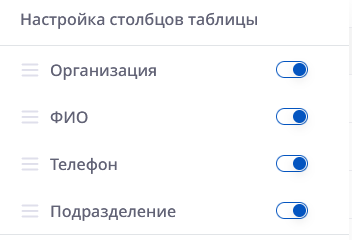 Настройка столбцов таблицы
Организация
ФИО
Телефон
Подразделение